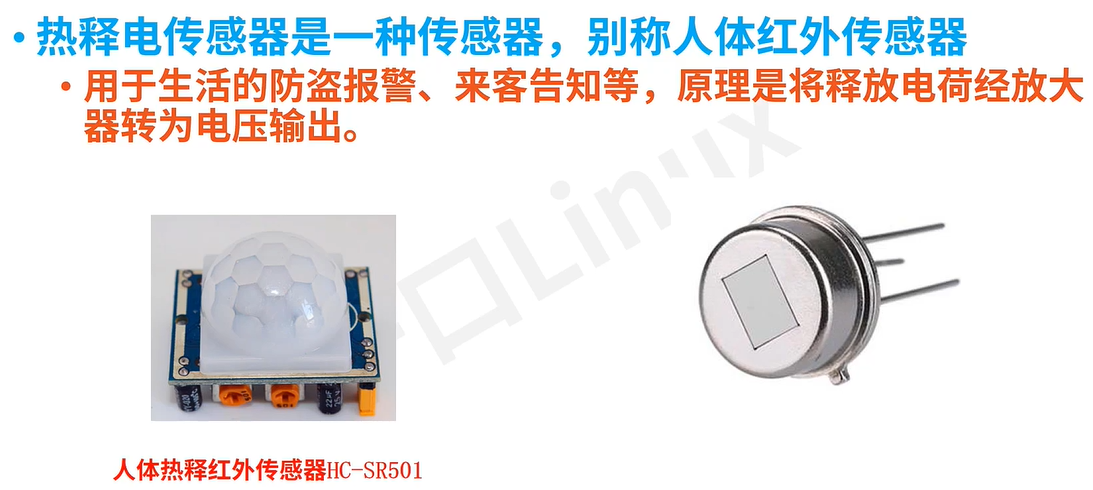 • 热释电传感器是一种传感器，别称人体红外传感器
• 用于生活的防盗报警、来客告知等，原理是将释放电荷经放大
器转为电压输出。
Linux
人体热释红外传感器HC-SR501